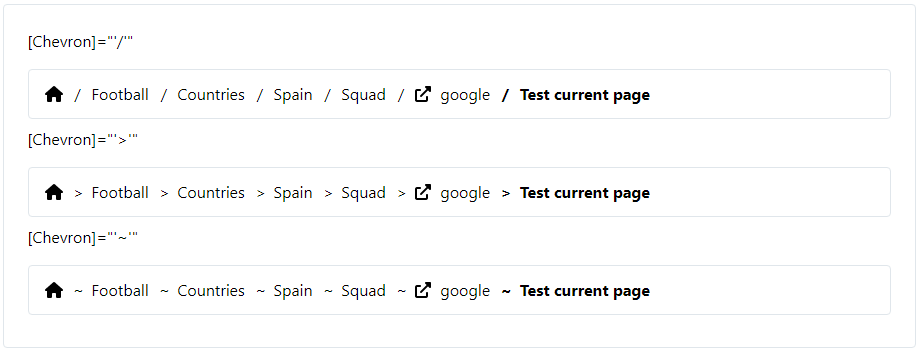 [Chevron]="'/'"
/ Football / Countries / Spain / Squad / google / Test current page
[Chevron]="'>'"
> Football > Countries > Spain > Squad > google > Test current page
[Chevron]="'~'"
~ Football ~ Countries ~ Spain ~ Squad ~ google ~ Test current page